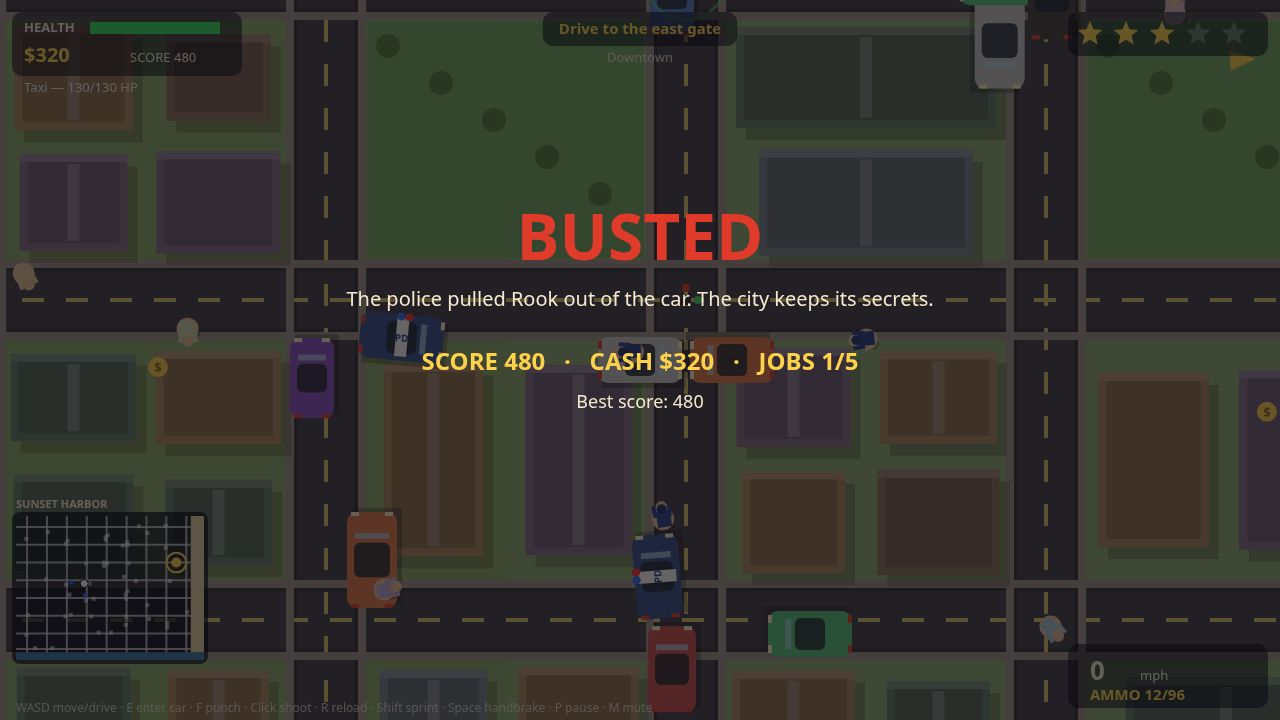 HEALTH
$320 SCORE 480
Taxi — 130/130 HP
Drive to the east gate
Downtown
BUSTED
The police pulled Rook out of the car. The city keeps its secrets.
SCORE 480 · CASH $320 · JOBS 1/5
Best score: 480
PD
$
$
PD
SUNSET HARBOR
0 mph
AMMO 12/96
WASD move/drive · E enter car · F punch · Click shoot · R reload · Shift sprint · Space handbrake · P pause · M mute